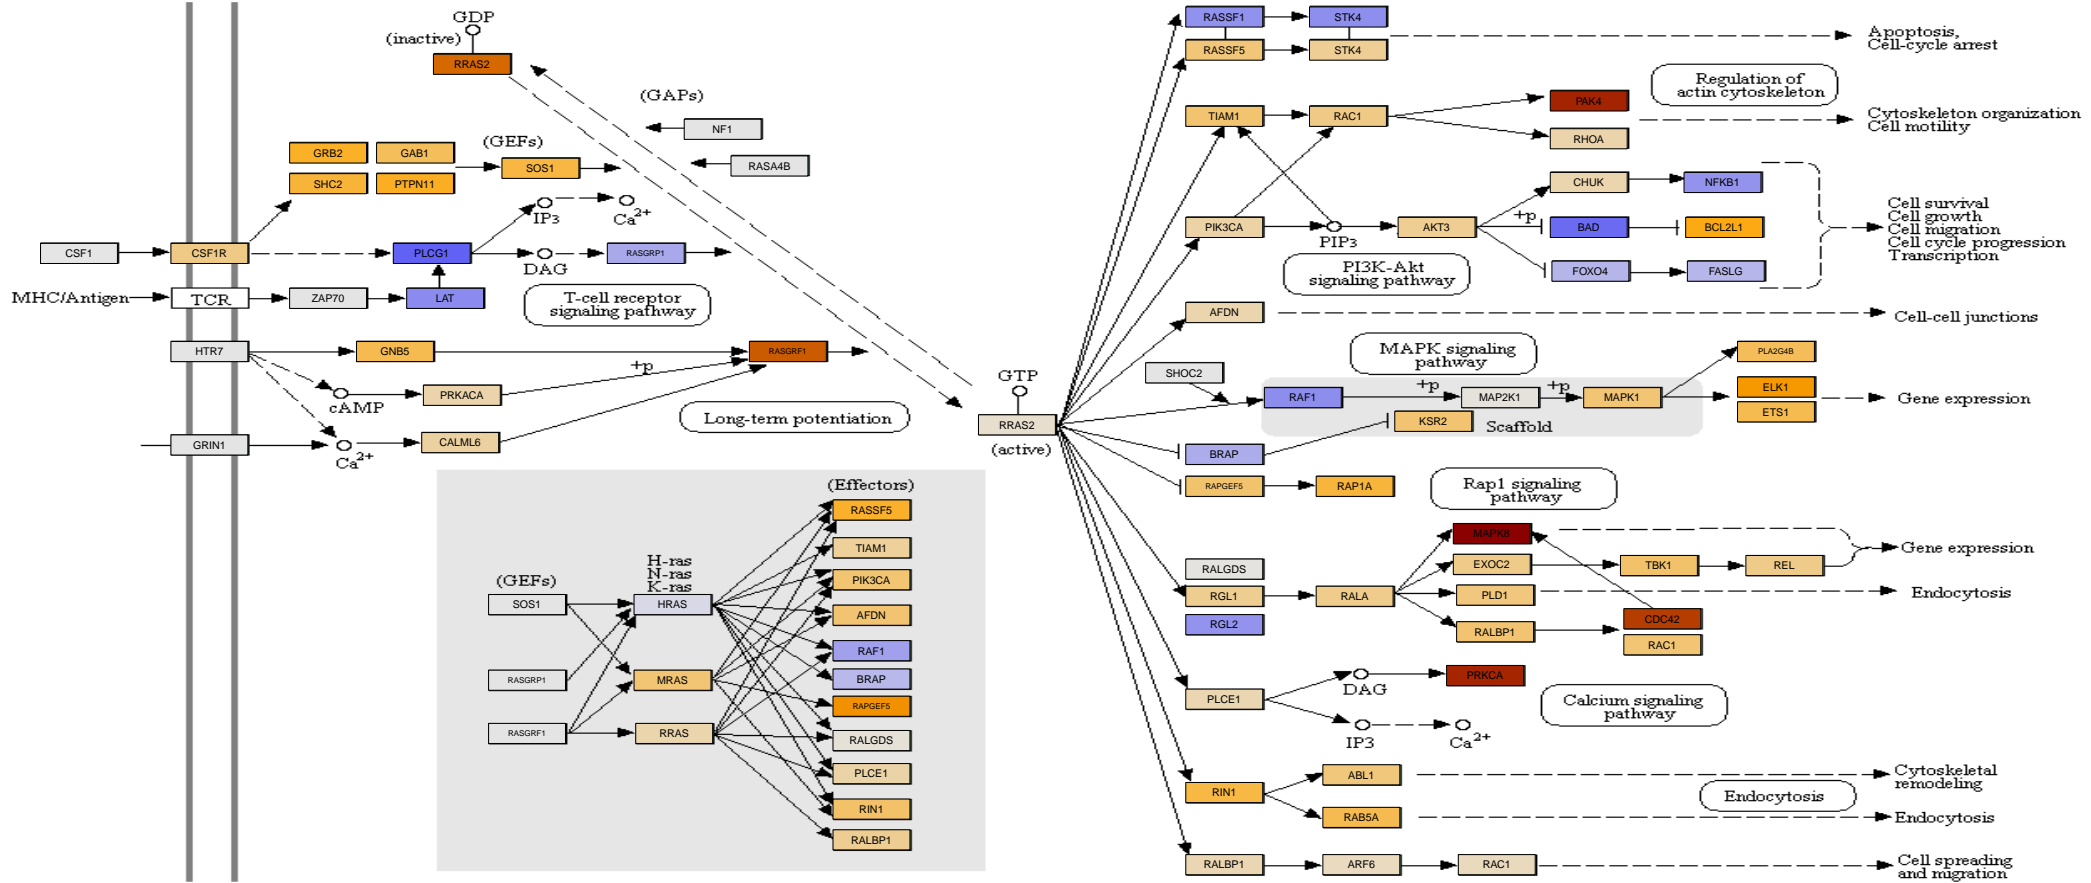 GDP
(inactive)
RRAS2
(GAPs)
NF1
RASA4B
(GEFs)
GRB2
GAB1
SHC2
PTPN11
SOS1
IP3
Ca2+
CSF1
CSF1R
PLCG1
DAG
RASGRP1
MHC/Antigen
TCR
ZAP70
LAT
T-cell receptor
signaling pathway
HTR7
GNB5
RASGRF1
+p
cAMP
PRKACA
Long-term potentiation
GRIN1
Ca2+
CALML6
GTP
RRAS2
(active)
(Effectors)
RASSF5
TIAM1
PIK3CA
AFDN
RAF1
BRAP
RAPGEF5
RALGDS
PLCE1
RIN1
RALBP1
H-ras
N-ras
K-ras
HRAS
MRAS
RRAS
(GEFs)
SOS1
RASGRP1
RASGRF1
RASSF1
STK4
RASSF5
STK4
Apoptosis,
Cell-cycle arrest
Regulation of
actin cytoskeleton
TIAM1
RAC1
PAK4
RHOA
Cytoskeleton organization
Cell motility
CHUK
NFKB1
PIK3CA
PIP3
AKT3
+p
BAD
BCL2L1
FOXO4
FASLG
Cell survival
Cell growth
Cell migration
Cell cycle progression
Transcription
PI3K-Akt
signaling pathway
AFDN
Cell-cell junctions
MAPK signaling
pathway
SHOC2
RAF1
+p
MAP2K1
+p
MAPK1
PLA2G4B
ELK1
ETS1
Gene expression
KSR2
Scaffold
BRAP
RAPGEF5
RAP1A
Rap1 signaling
pathway
RALGDS
RGL1
RGL2
RALA
MAPK8
EXOC2
TBK1
REL
Gene expression
PLD1
Endocytosis
RALBP1
CDC42
RAC1
PLCE1
DAG
PRKCA
IP3
Ca2+
Calcium signaling
pathway
RIN1
ABL1
Cytoskeletal
remodeling
RAB5A
Endocytosis
Endocytosis
RALBP1
ARF6
RAC1
Cell spreading
and migration